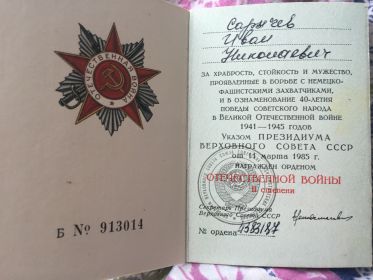 ОТЕЧЕСТВЕННАЯ ВОЙНА
Б № 913014
Сарычев
Иван
Николаевич
ЗА ХРАБРОСТЬ, СТОЙКОСТЬ И МУЖЕСТВО,
ПРОЯВЛЕННЫЕ В БОРЬБЕ С НЕМЕЦКО-
ФАШИСТСКИМИ ЗАХВАТЧИКАМИ,
И В ОЗНАМЕНОВАНИЕ 40-ЛЕТИЯ
ПОБЕДЫ СОВЕТСКОГО НАРОДА
В ВЕЛИКОЙ ОТЕЧЕСТВЕННОЙ ВОЙНЕ
1941—1945 ГОДОВ
УКАЗОМ ПРЕЗИДИУМА
ВЕРХОВНОГО СОВЕТА СССР
от 11 марта 1985 г.
НАГРАЖДЕН ОРДЕНОМ
ОТЕЧЕСТВЕННОЙ ВОЙНЫ
II степени
Секретарь Президиума
Верховного Совета СССР
№ ордена